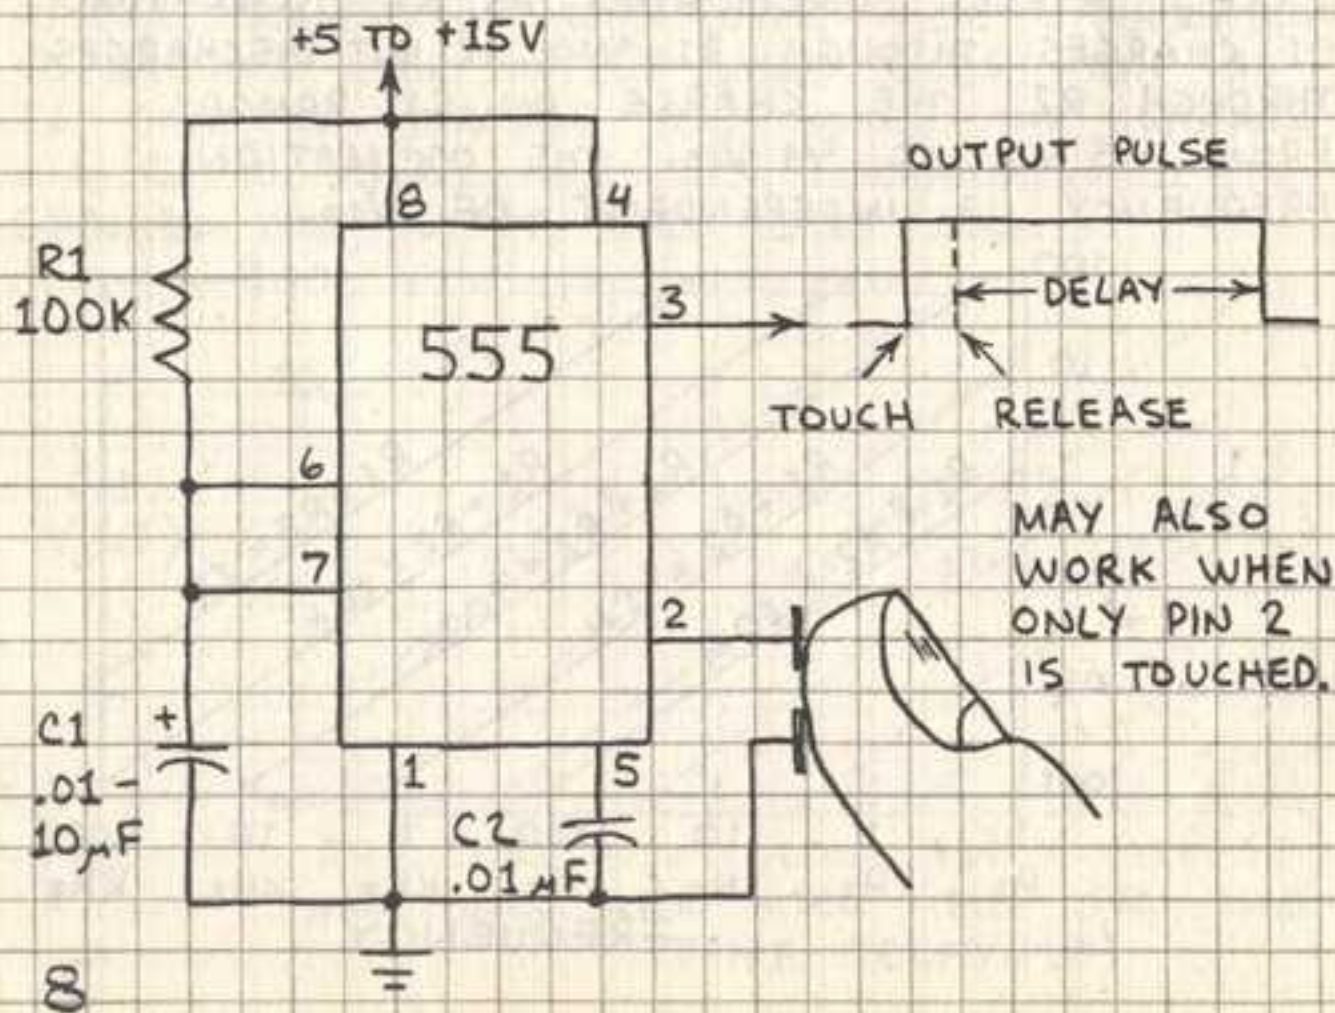 +5 TO +15V
OUTPUT PULSE
8
4
R1
100K
3
DELAY
555
TOUCH
RELEASE
6
MAY ALSO
WORK WHEN
ONLY PIN 2
IS TOUCHED.
7
2
C1
+
.01-
10µF
1
5
C2
.01µF
8